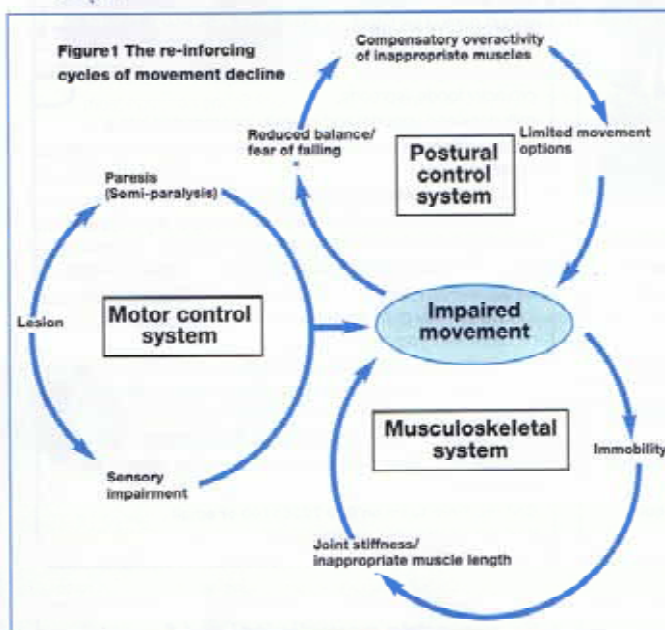 Figure1 The re-inforcing
cycles of movement decline
Compensatory overactivity
of inappropriate muscles
Reduced balance/
fear of falling
Postural
control
system
Limited movement
options
Paresis
(Semi-paralysis)
Lesion
Motor control
system
Impaired
movement
Sensory
impairment
Musculoskeletal
system
Immobility
Joint stiffness/
inappropriate muscle length